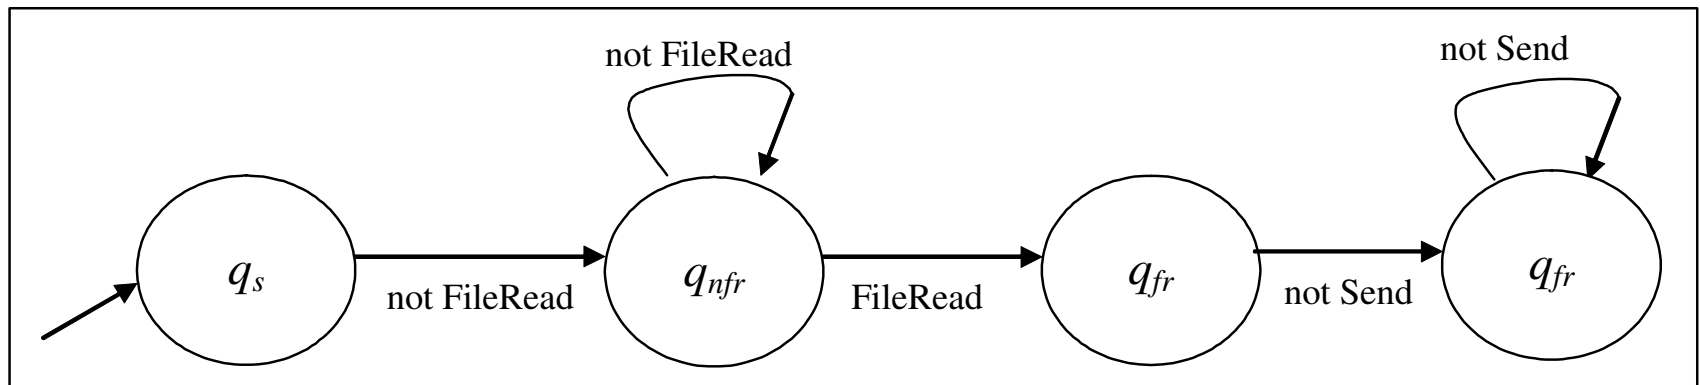 not FileRead
not Send
qs
qnfr
qfr
qfr
not FileRead
FileRead
not Send